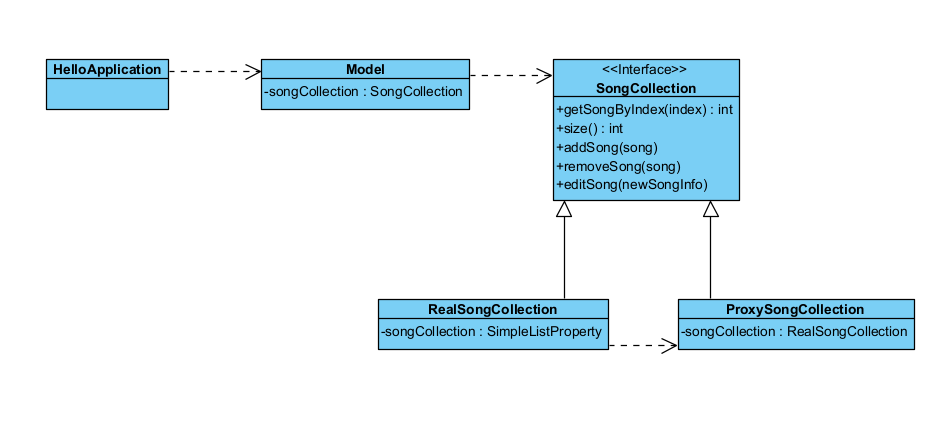 HelloApplication
Model
-songCollection : SongCollection
<<Interface>>
SongCollection
+getSongByIndex(index) : int
+size() : int
+addSong(song)
+removeSong(song)
+editSong(newSongInfo)
RealSongCollection
-songCollection : SimpleListProperty
ProxySongCollection
-songCollection : RealSongCollection